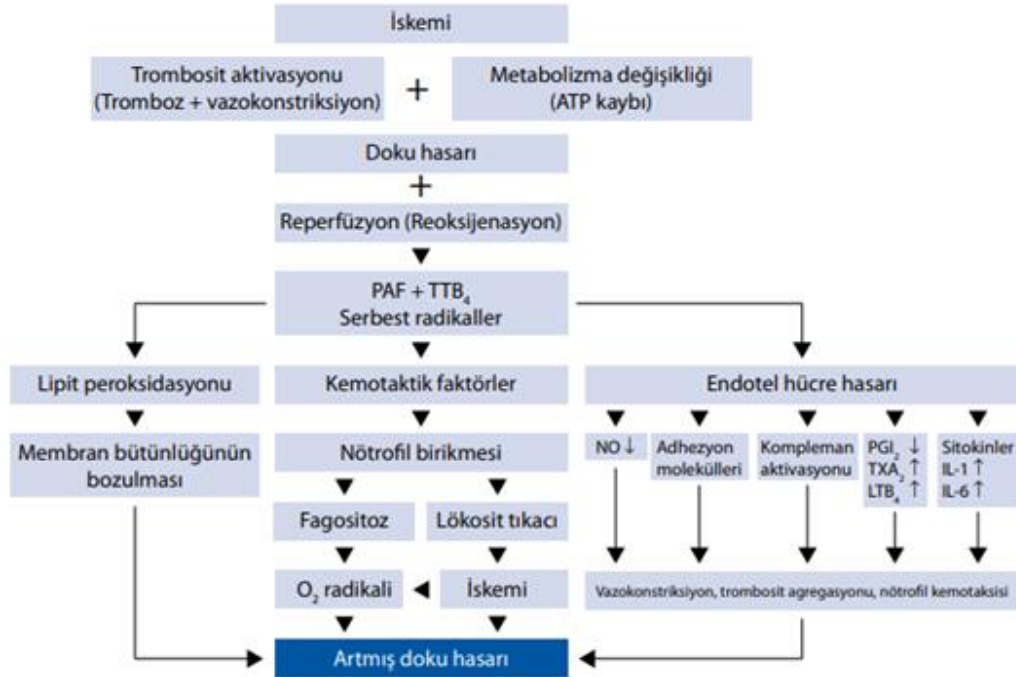 İskemi
Trombosit aktivasyonu
(Tromboz + vazokonstriksiyon)
+
Metabolizma değişikliği
(ATP kaybı)
Doku hasarı
+
Reperfüzyon (Reoksijenasyon)
PAF + TTB₄
Serbest radikaller
Lipit peroksidasyonu
Kemotaktik faktörler
Endotel hücre hasarı
Membran bütünlüğünün
bozulması
Nötrofil birikmesi
NO ↓
Adhezyon
molekülleri
Kompleman
aktivasyonu
PGI₂ ↓
TXA₂ ↑
LTB₄ ↑
Sitokinler
IL-1 ↑
IL-6 ↑
Fagositoz
Lökosit tıkacı
O₂ radikali
İskemi
Vazokonstriksiyon, trombosit agregasyonu, nötrofil kemotaksisi
Artmış doku hasarı